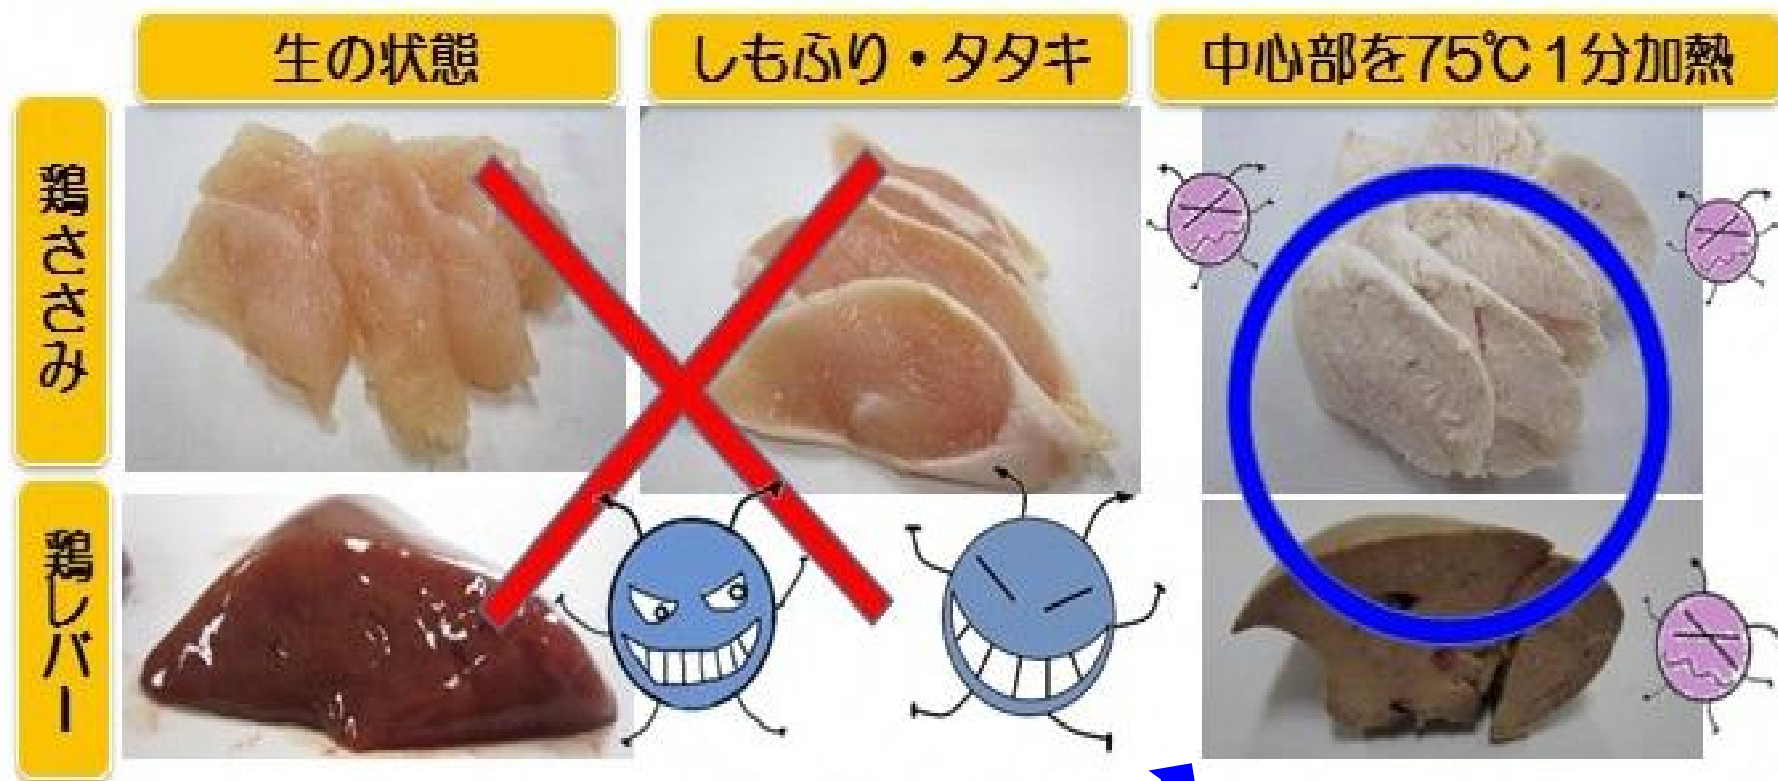 生の状態
しもふり・タタキ
中心部を75℃1分加熱
鶏ささみ
鶏レバー